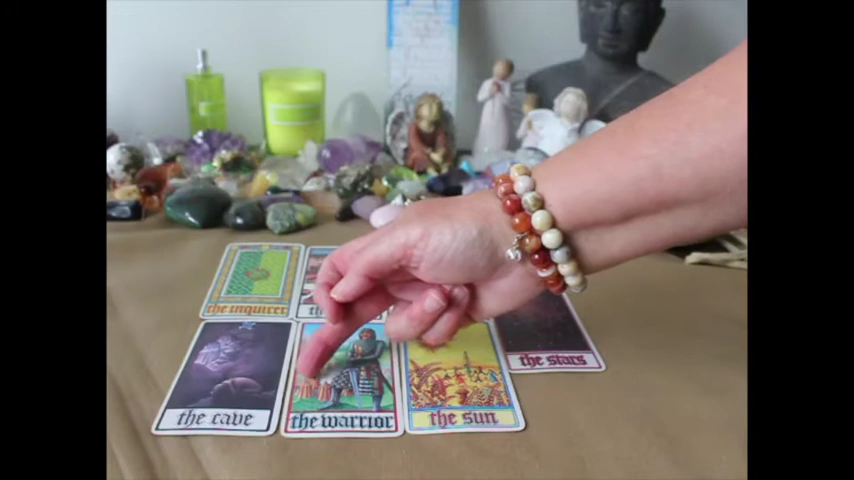 the inquirer
the stars
the cave
the warrior
the sun